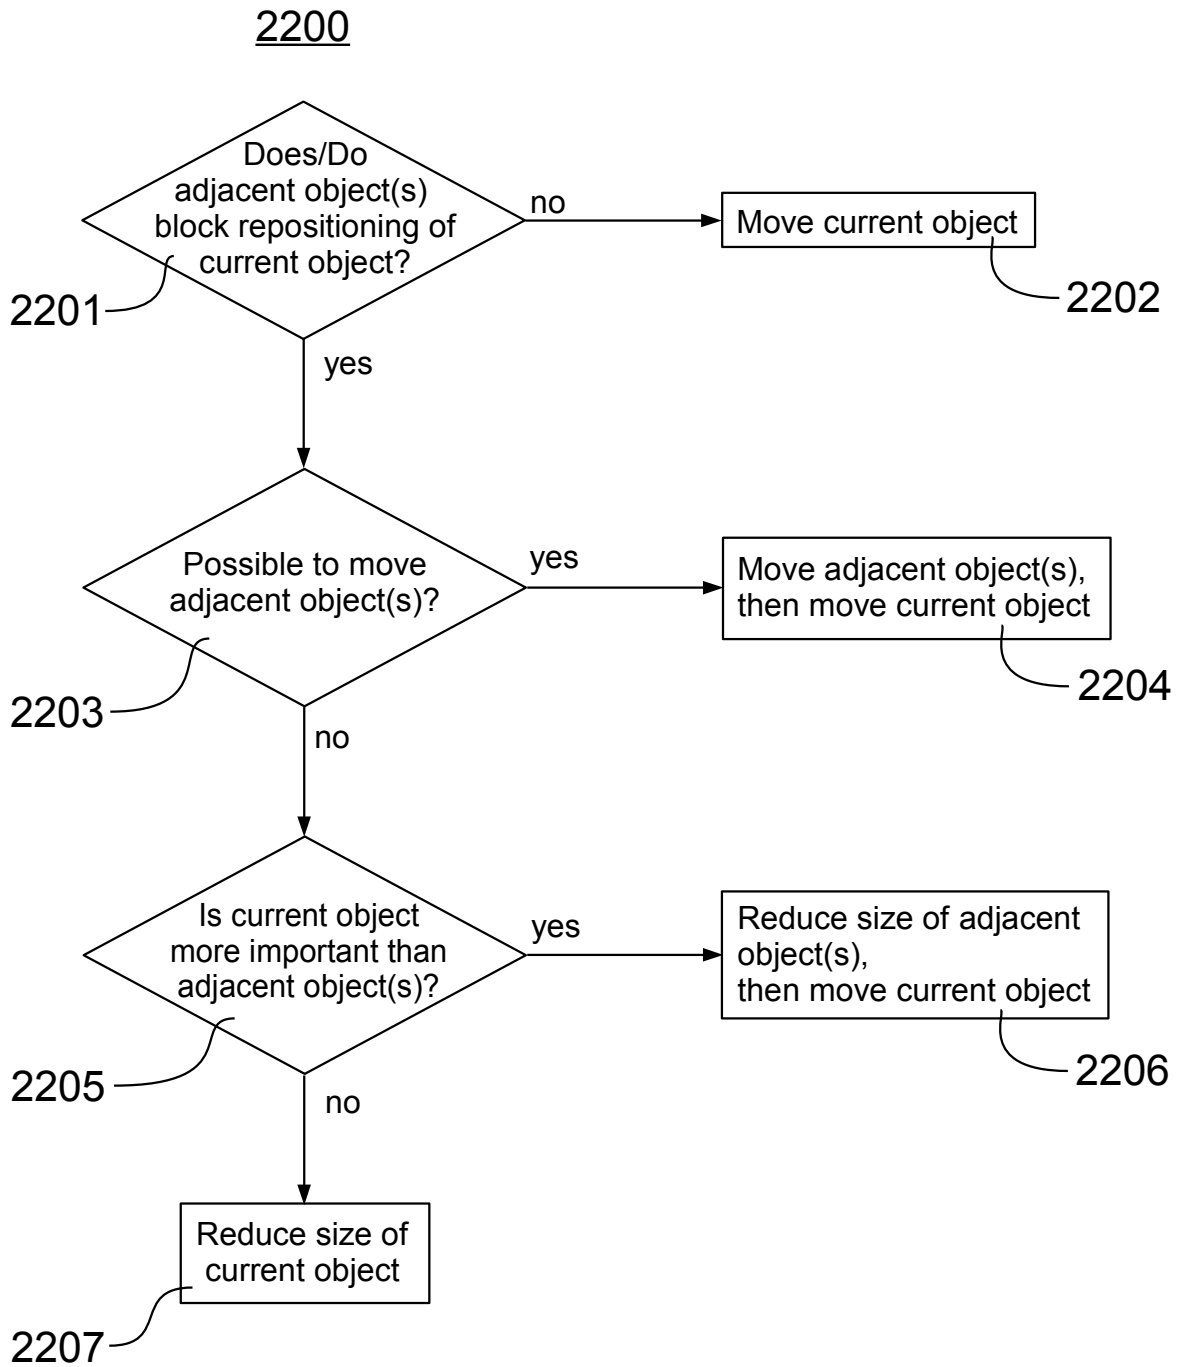 2200
Does/Do
adjacent object(s)
block repositioning of
current object?
no
Move current object
2201
2202
yes
Possible to move
adjacent object(s)?
yes
Move adjacent object(s),
then move current object
2203
2204
no
Is current object
more important than
adjacent object(s)?
yes
Reduce size of adjacent
object(s),
then move current object
2205
2206
no
Reduce size of
current object
2207